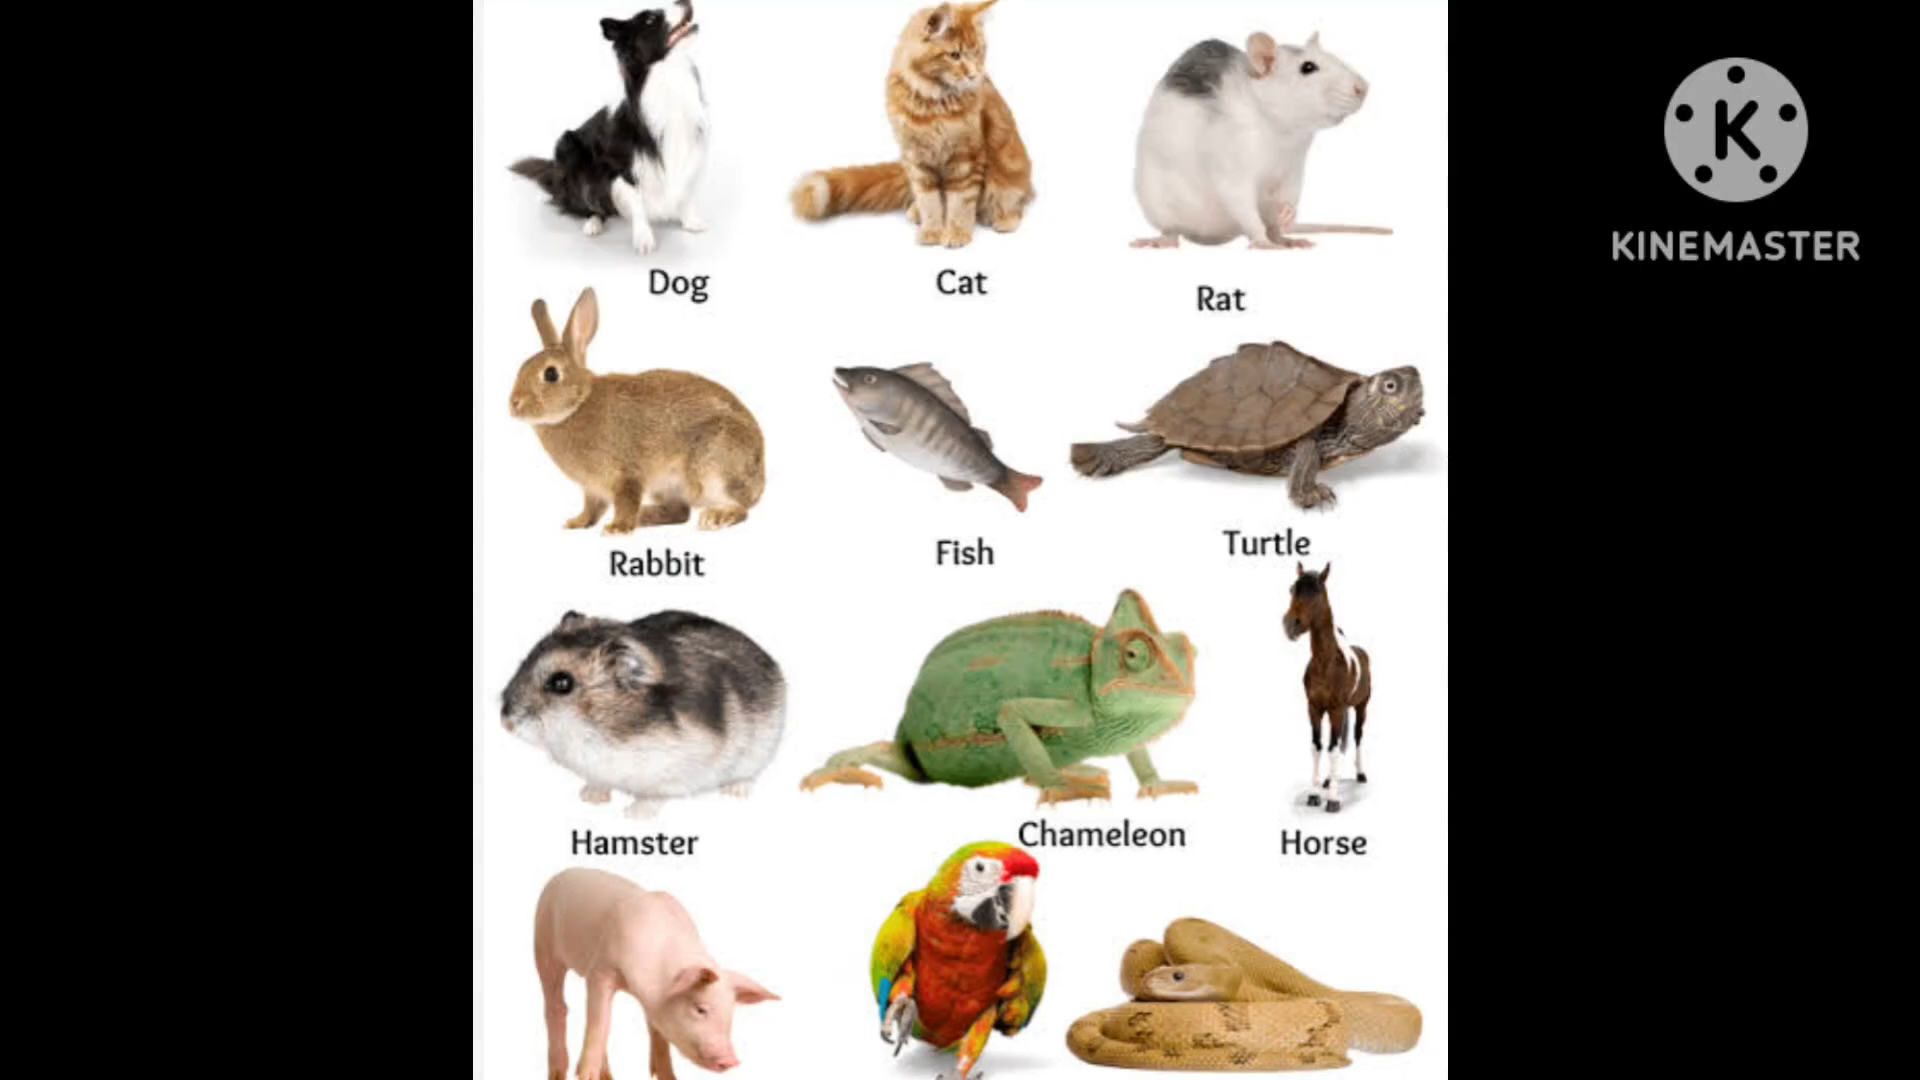 Dog
Cat
Rat
Rabbit
Fish
Turtle
Hamster
Chameleon
Horse
K
KINEMASTER